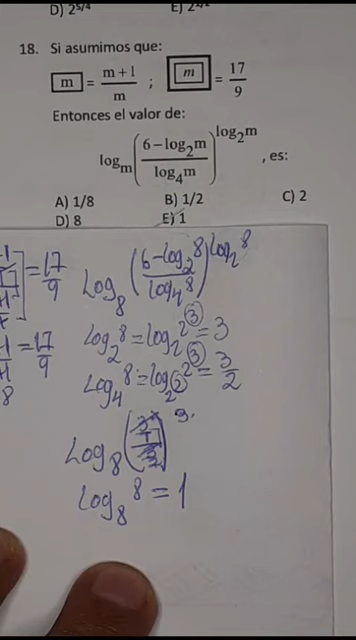 D) 2^(5/4)
18. Si asumimos que:
[m] = (m+1)/m ; [[m]] = 17/9
Entonces el valor de:
log_m((6−log_2 m)/(log_4 m))^(log_2 m) , es:
A) 1/8 B) 1/2 C) 2
D) 8 E) 1
= 17/9 Log_8((6-log_2 8)/(log_4 8))^(log_2 8)
= 17/9 log_2 8 = log_2 2^3 = 3
8 Log_4 8 = log_(2^2) 2^3 = 3/2
Log_8
log_8 8 = 1